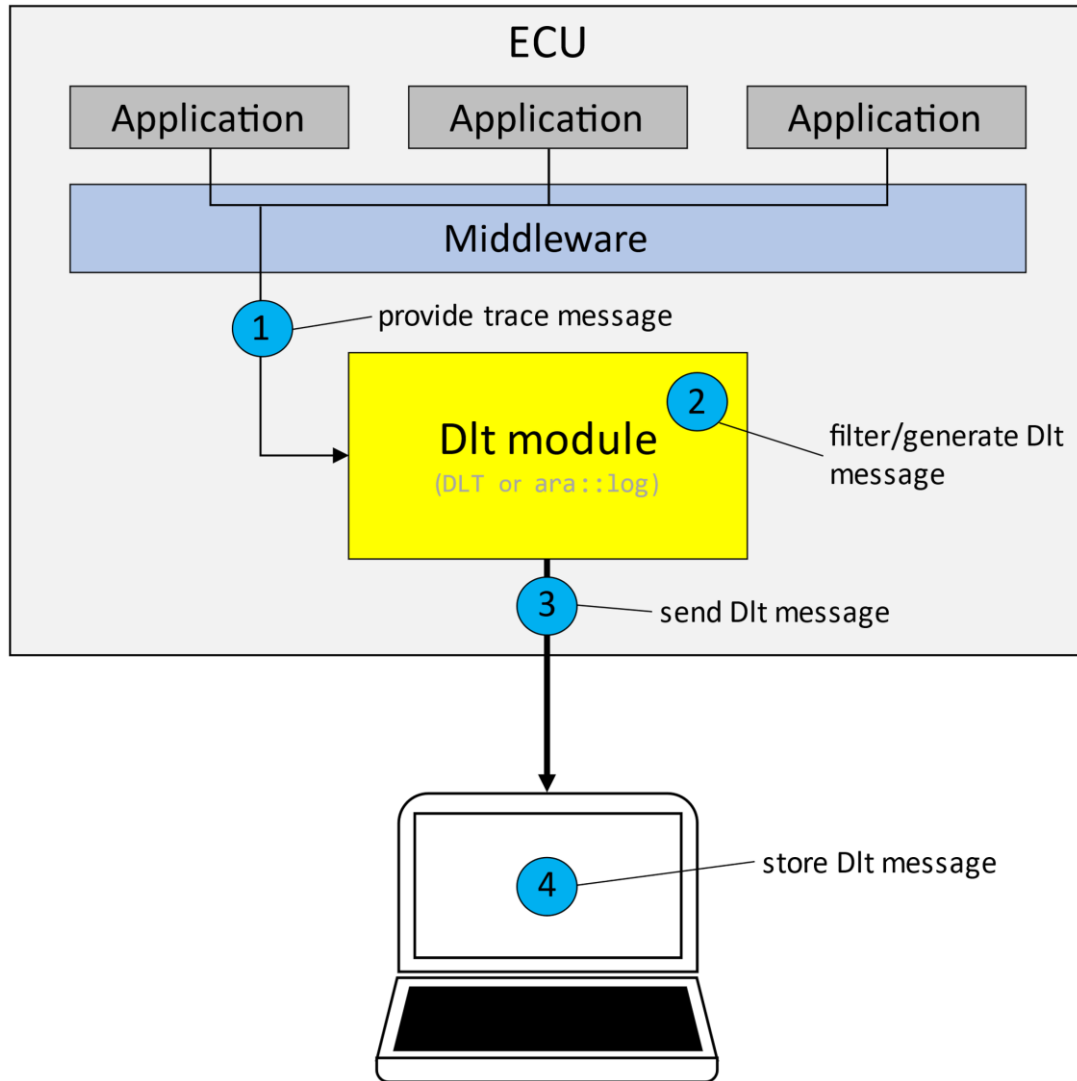 ECU
Application
Application
Application
Middleware
1
provide trace message
2
Dlt module
(DLT or ara::log)
filter/generate Dlt
message
3
send Dlt message
4
store Dlt message